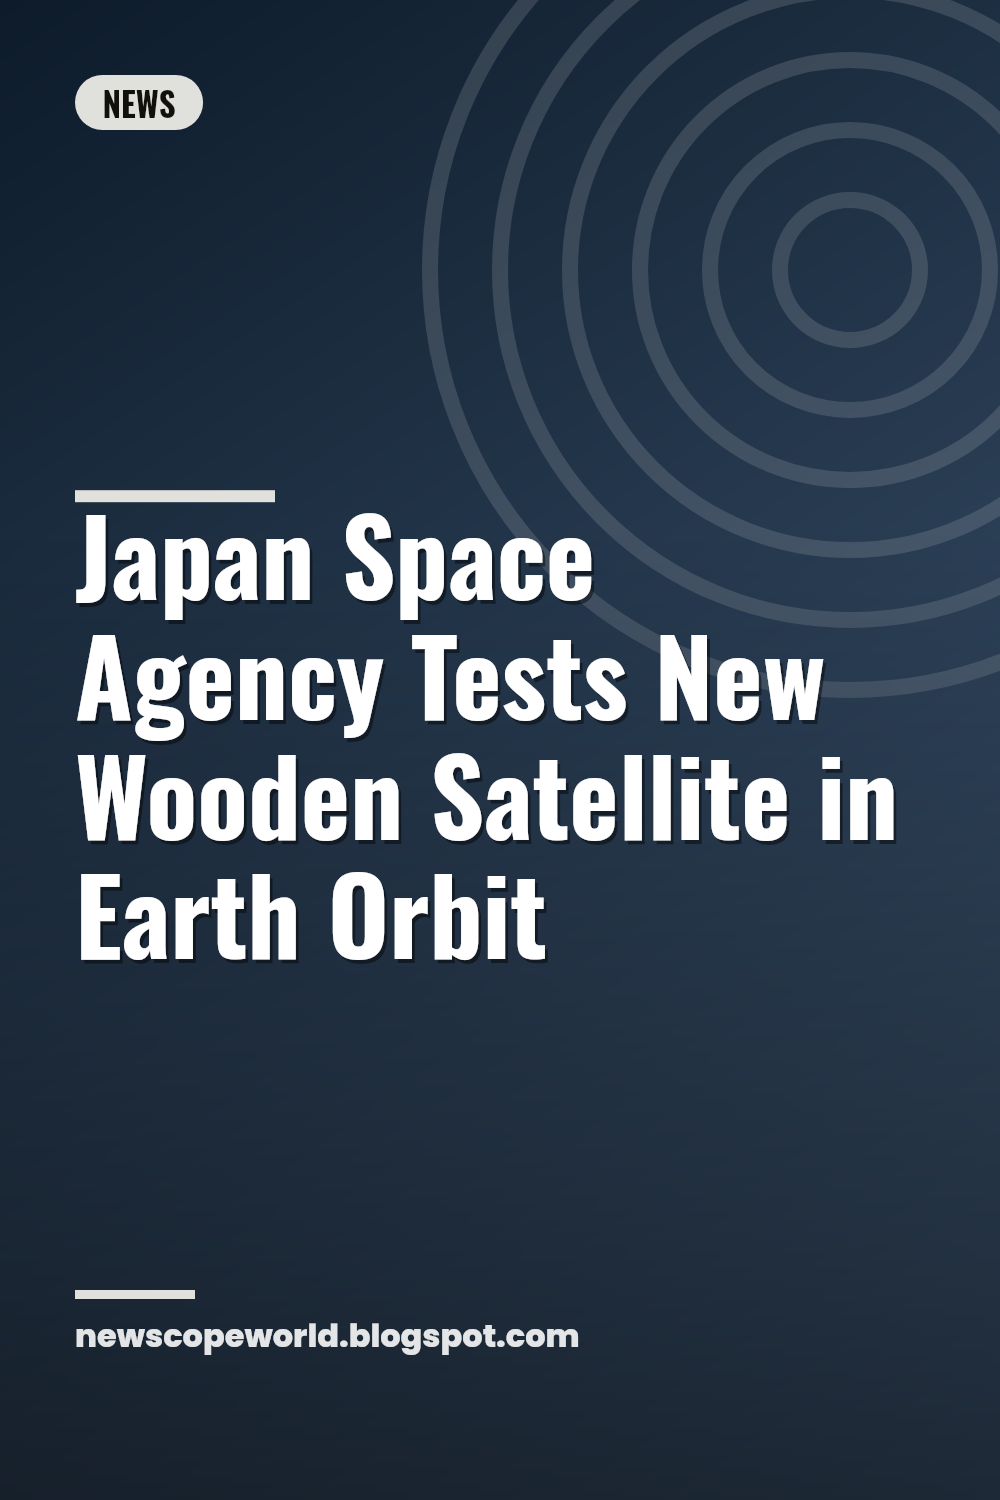 NEWS
Japan Space
Agency Tests New
Wooden Satellite in
Earth Orbit
newscopeworld.blogspot.com